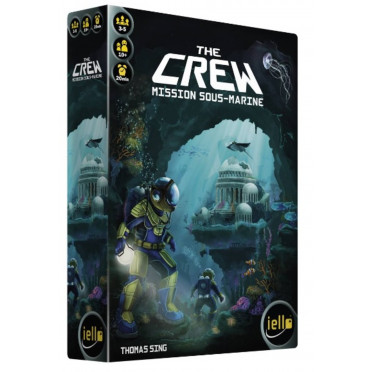 THE
CREW
MISSION SOUS-MARINE
3-5
10+
20min
THOMAS SING
iello